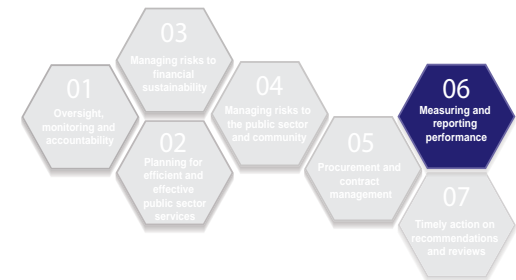 01
Oversight,
monitoring and
accountability
02
Planning for
efficient and
effective
public sector
services
03
Managing risks to
financial
sustainability
04
Managing risks to
the public sector
and community
05
Procurement and
contract
management
06
Measuring and
reporting
performance
07
Timely action on
recommendations
and reviews